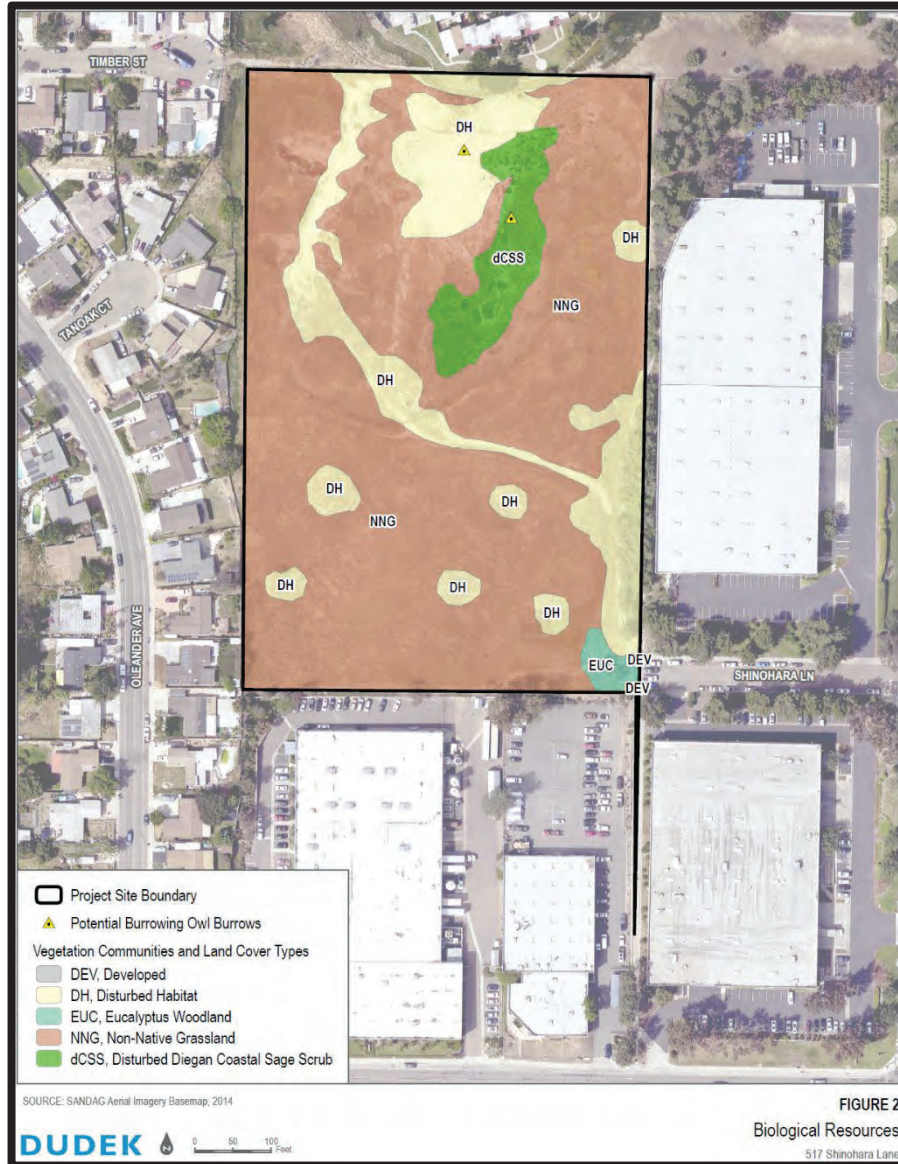 TIMBER ST
DH
DH
dCSS
NNG
TANOAK CT
DH
DH
DH
NNG
DH
DH
DH
OLEANDER AVE
EUC
DEV
SHINOHARA LN
DEV
Project Site Boundary
Potential Burrowing Owl Burrows
Vegetation Communities and Land Cover Types
DEV, Developed
DH, Disturbed Habitat
EUC, Eucalyptus Woodland
NNG, Non-Native Grassland
dCSS, Disturbed Diegan Coastal Sage Scrub
SOURCE: SANDAG Aerial Imagery Basemap, 2014
FIGURE 2
Biological Resources
517 Shinohara Lane
DUDEK
N
0 50 100
Feet